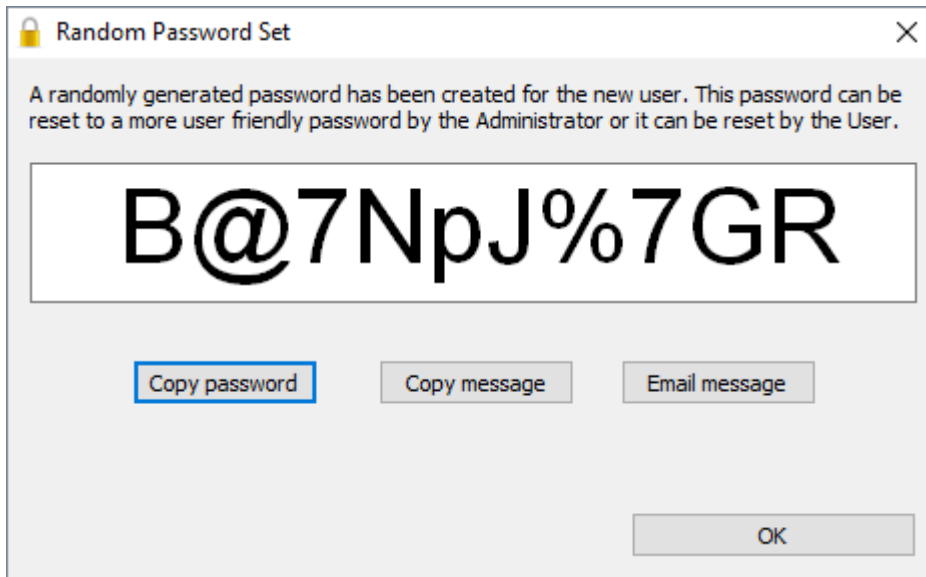 Random Password Set
A randomly generated password has been created for the new user. This password can be
reset to a more user friendly password by the Administrator or it can be reset by the User.
B@7NpJ%7GR
Copy password Copy message Email message
OK